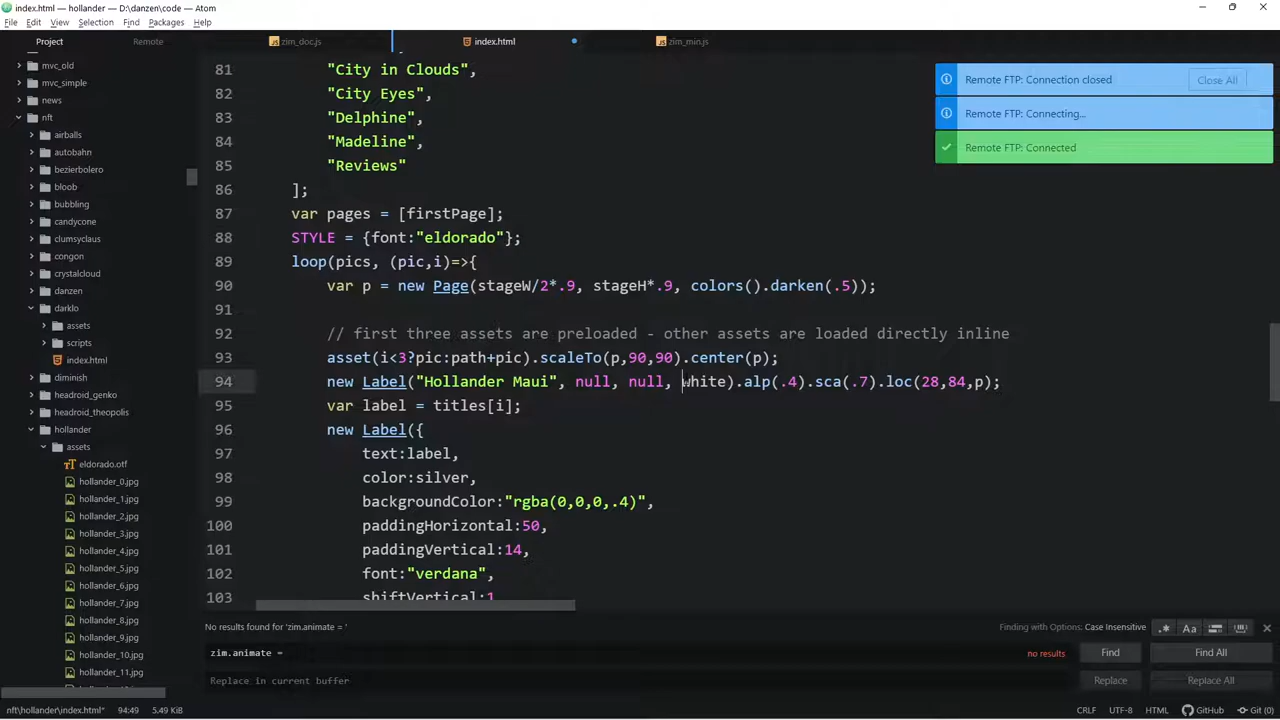 index.html — hollander — D:\danzen\code — Atom
File Edit View Selection Find Packages Help
Project Remote zim_doc.js index.html zim_min.js
mvc_old
mvc_simple
news
nft
airballs
autobahn
bezierbolero
bloob
bubbling
candycone
clumsyclaus
congon
crystalcloud
danzen
darklo
assets
scripts
index.html
diminish
headroid_genko
headroid_theopolis
hollander
assets
eldorado.otf
hollander_0.jpg
hollander_1.jpg
hollander_2.jpg
hollander_3.jpg
hollander_4.jpg
hollander_5.jpg
hollander_6.jpg
hollander_7.jpg
hollander_8.jpg
hollander_9.jpg
hollander_10.jpg
hollander_11.jpg
81 "City in Clouds",
82 "City Eyes",
83 "Delphine",
84 "Madeline",
85 "Reviews"
86 ];
87 var pages = [firstPage];
88 STYLE = {font:"eldorado"};
89 loop(pics, (pic,i)=>{
90 var p = new Page(stageW/2*.9, stageH*.9, colors().darken(.5));
91
92 // first three assets are preloaded - other assets are loaded directly inline
93 asset(i<3?pic:path+pic).scaleTo(p,90,90).center(p);
94 new Label("Hollander Maui", null, null, white).alp(.4).sca(.7).loc(28,84,p);
95 var label = titles[i];
96 new Label({
97 text:label,
98 color:silver,
99 backgroundColor:"rgba(0,0,0,.4)",
100 paddingHorizontal:50,
101 paddingVertical:14,
102 font:"verdana",
103 shiftVertical:1
Remote FTP: Connection closed Close All
Remote FTP: Connecting...
Remote FTP: Connected
No results found for 'zim.animate = ' Finding with Options: Case Insensitive .* Aa
zim.animate = no results Find Find All
Replace in current buffer Replace Replace All
nft\hollander\index.html* 94:49 5.49 KiB CRLF UTF-8 HTML GitHub Git (0)